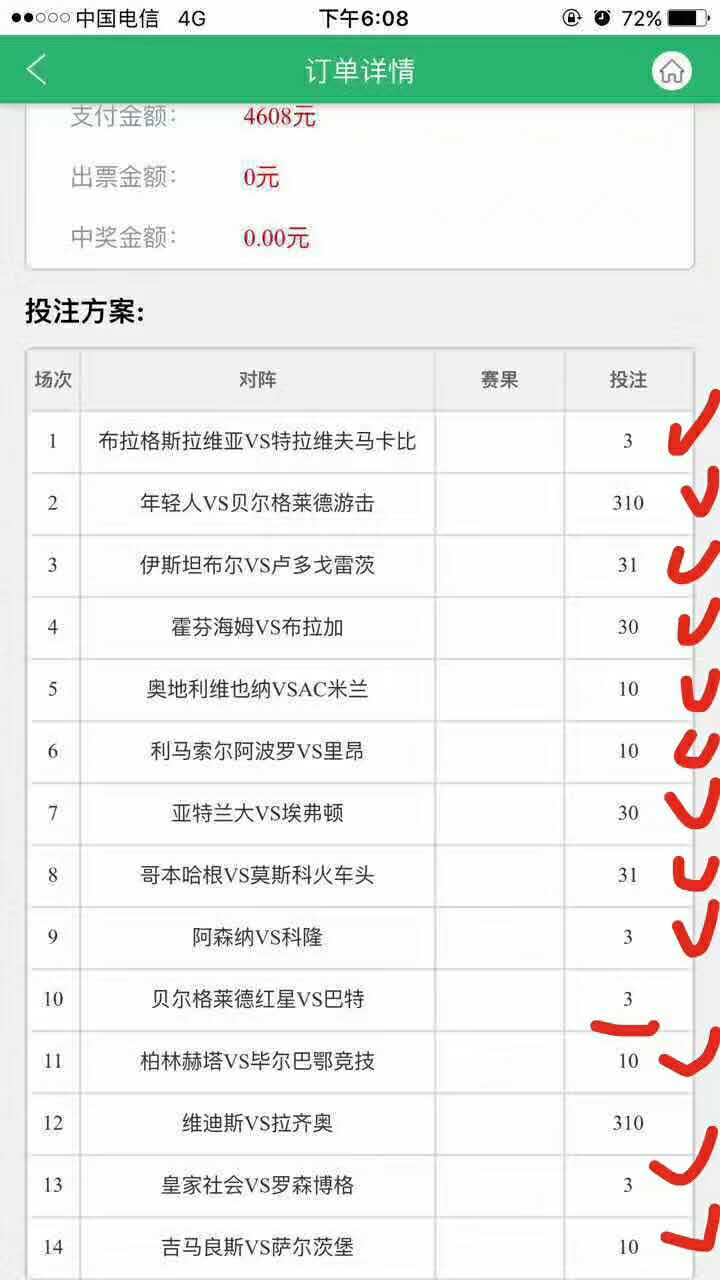 中国电信 4G 下午6:08 72%
订单详情
支付金额: 4608元
出票金额: 0元
中奖金额: 0.00元
投注方案:
场次 对阵 赛果 投注
1 布拉格斯拉维亚VS特拉维夫马卡比 3
2 年轻人VS贝尔格莱德游击 310
3 伊斯坦布尔VS卢多戈雷茨 31
4 霍芬海姆VS布拉加 30
5 奥地利维也纳VSAC米兰 10
6 利马索尔阿波罗VS里昂 10
7 亚特兰大VS埃弗顿 30
8 哥本哈根VS莫斯科火车头 31
9 阿森纳VS科隆 3
10 贝尔格莱德红星VS巴特 3
11 柏林赫塔VS毕尔巴鄂竞技 10
12 维迪斯VS拉齐奥 310
13 皇家社会VS罗森博格 3
14 吉马良斯VS萨尔茨堡 10